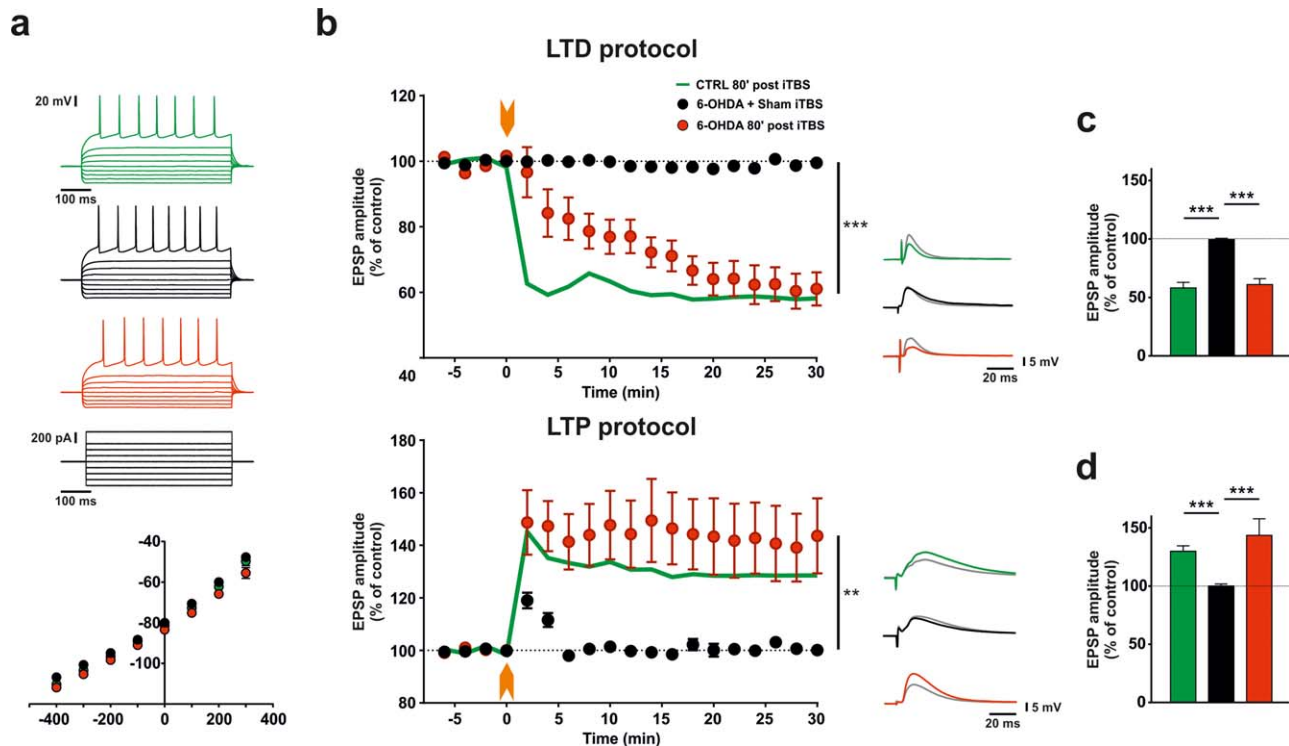 a
20 mV
100 ms
200 pA
100 ms
-40
-60
-80
-100
-400 -200 0 200 400
b
LTD protocol
CTRL 80' post iTBS
6-OHDA + Sham iTBS
6-OHDA 80' post iTBS
EPSP amplitude
(% of control)
120
100
80
60
40
***
-5 0 5 10 15 20 25 30
Time (min)
5 mV
20 ms
LTP protocol
EPSP amplitude
(% of control)
180
160
140
120
100
80
**
-5 0 5 10 15 20 25 30
Time (min)
5 mV
20 ms
c
EPSP amplitude
(% of control)
150
100
50
0
*** ***
d
EPSP amplitude
(% of control)
150
100
50
0
*** ***